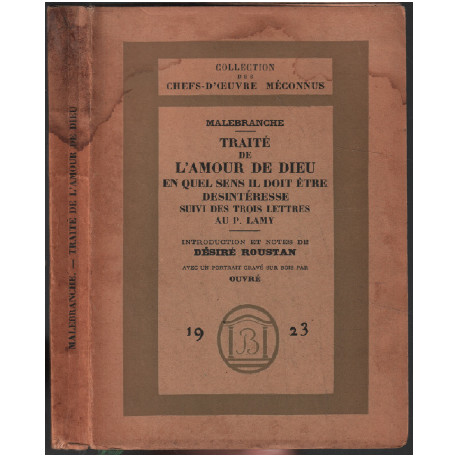 MALEBRANCHE. — TRAITÉ DE L'AMOUR DE DIEU
COLLECTION
DES
CHEFS-D'ŒUVRE MÉCONNUS
MALEBRANCHE
TRAITÉ
DE
L'AMOUR DE DIEU
EN QUEL SENS IL DOIT ÊTRE
DESINTÉRESSE
SUIVI DES TROIS LETTRES
AU P. LAMY
INTRODUCTION ET NOTES DE
DÉSIRÉ ROUSTAN
AVEC UN PORTRAIT GRAVÉ SUR BOIS PAR
OUVRÉ
19 23
B